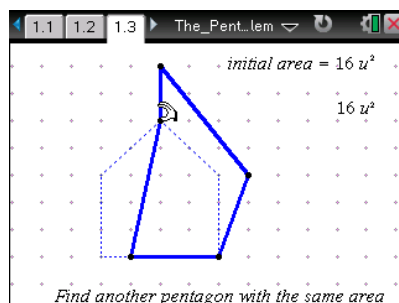 1.1 1.2 1.3 The_Pent…lem
initial area = 16 u²
16 u²
Find another pentagon with the same area